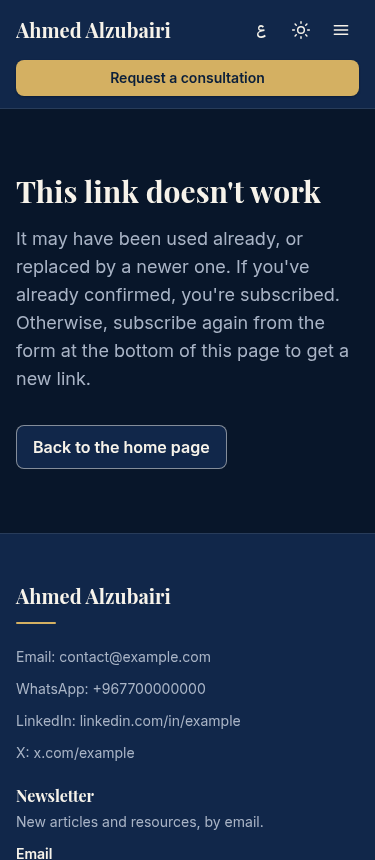 Ahmed Alzubairi
ع
Request a consultation
This link doesn't work
It may have been used already, or
replaced by a newer one. If you've
already confirmed, you're subscribed.
Otherwise, subscribe again from the
form at the bottom of this page to get a
new link.
Back to the home page
Ahmed Alzubairi
Email: contact@example.com
WhatsApp: +967700000000
LinkedIn: linkedin.com/in/example
X: x.com/example
Newsletter
New articles and resources, by email.
Email